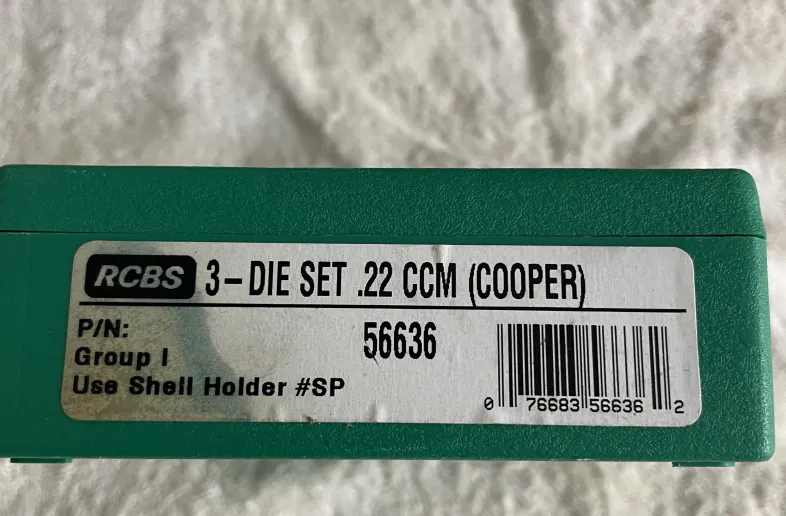 RCBS 3-DIE SET .22 CCM (COOPER)
P/N: 56636
Group I
Use Shell Holder #SP
0 76683 56636 2